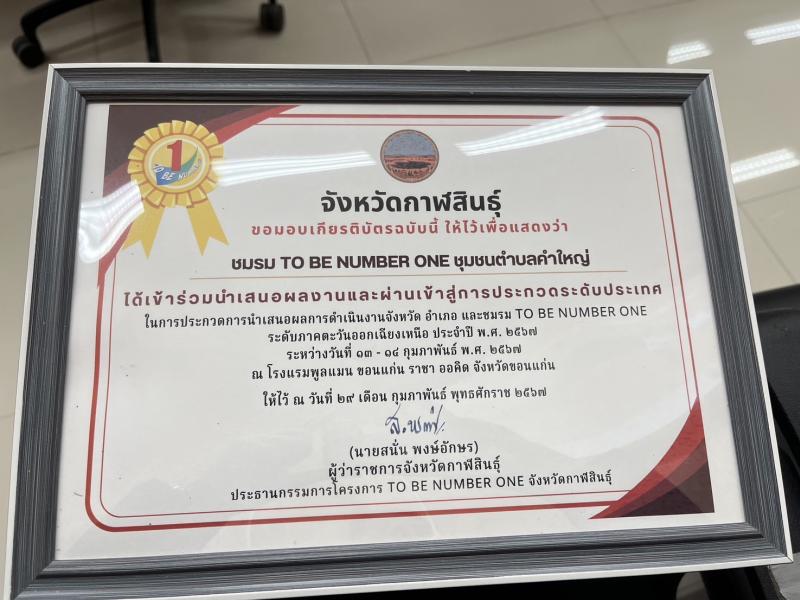 1
TO BE NUMBER
จังหวัดกาฬสินธุ์
ขอมอบเกียรติบัตรฉบับนี้ ให้ไว้เพื่อแสดงว่า
ชมรม TO BE NUMBER ONE ชุมชนตำบลคำใหญ่
ได้เข้าร่วมนำเสนอผลงานและผ่านเข้าสู่การประกวดระดับประเทศ
ในการประกวดการนำเสนอผลการดำเนินงานจังหวัด อำเภอ และชมรม TO BE NUMBER ONE
ระดับภาคตะวันออกเฉียงเหนือ ประจำปี พ.ศ. ๒๕๖๗
ระหว่างวันที่ ๑๓ - ๑๔ กุมภาพันธ์ พ.ศ. ๒๕๖๗
ณ โรงแรมพูลแมน ขอนแก่น ราชา ออคิด จังหวัดขอนแก่น
ให้ไว้ ณ วันที่ ๒๙ เดือน กุมภาพันธ์ พุทธศักราช ๒๕๖๗
(นายสนั่น พงษ์อักษร)
ผู้ว่าราชการจังหวัดกาฬสินธุ์
ประธานกรรมการโครงการ TO BE NUMBER ONE จังหวัดกาฬสินธุ์